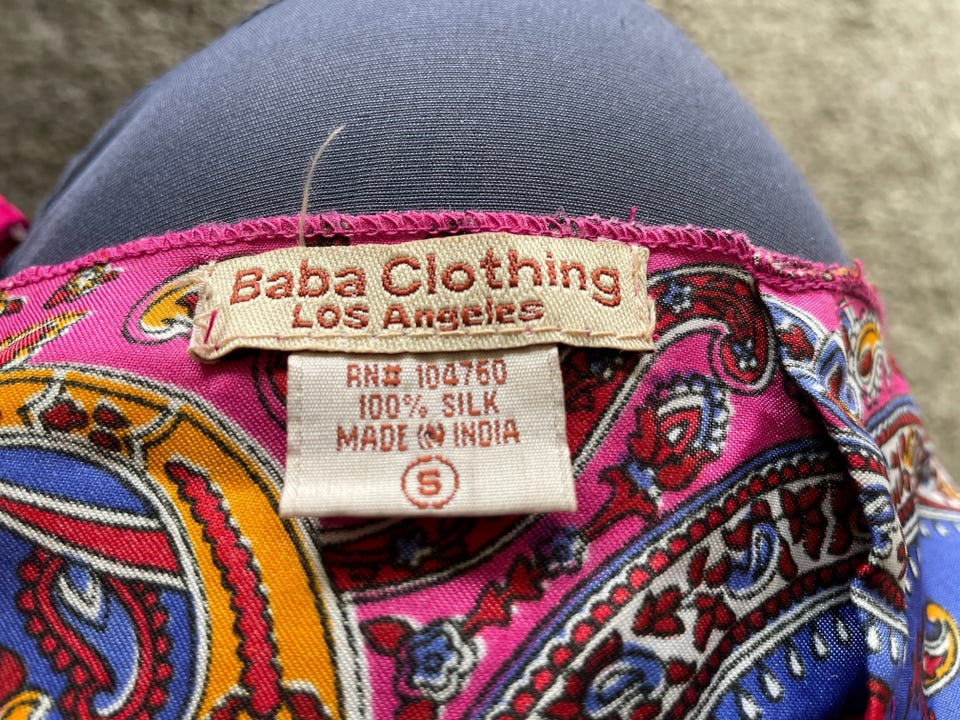 Baba Clothing
Los Angeles
RN# 104760
100% SILK
MADE IN INDIA
S